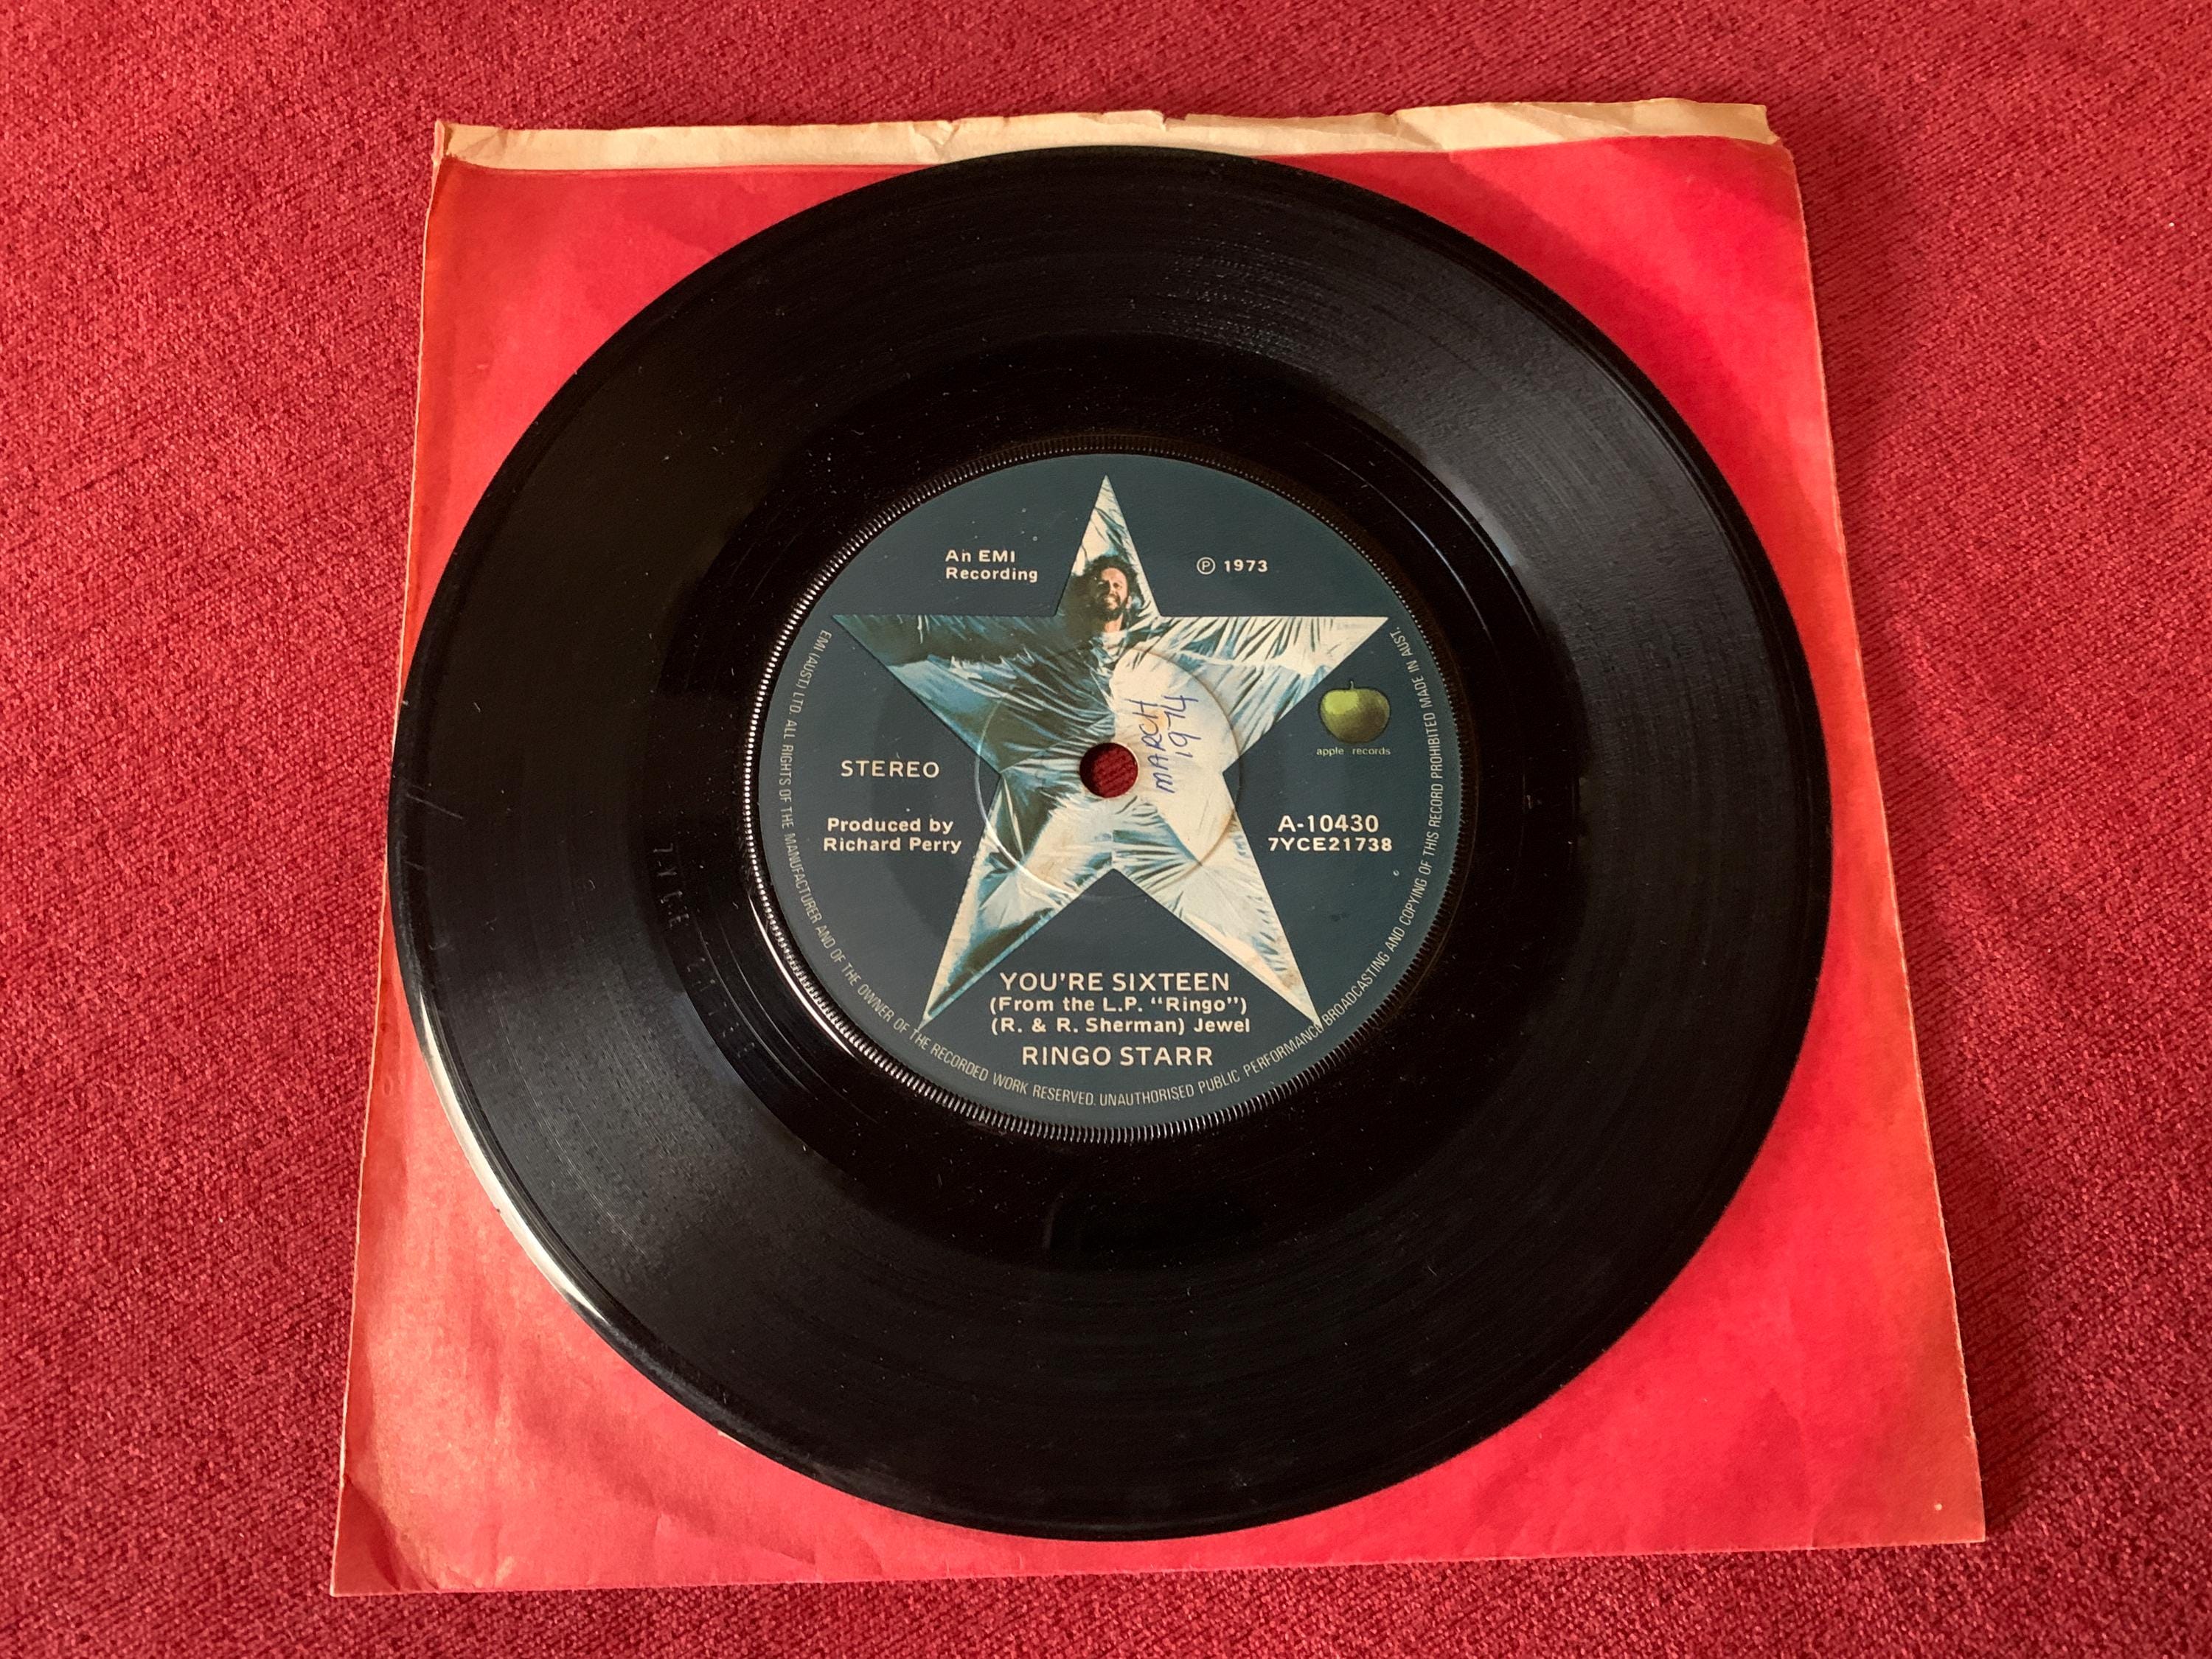 An EMI
Recording
Ⓟ 1973
MARCH
1974
apple records
STEREO
Produced by
Richard Perry
A-10430
7YCE21738
YOU'RE SIXTEEN
(From the L.P. "Ringo")
(R. & R. Sherman) Jewel
RINGO STARR
EMI (AUST.) LTD. ALL RIGHTS OF THE MANUFACTURER AND OF THE OWNER OF THE RECORDED WORK RESERVED. UNAUTHORISED PUBLIC PERFORMANCE BROADCASTING AND COPYING OF THIS RECORD PROHIBITED MADE IN AUST.